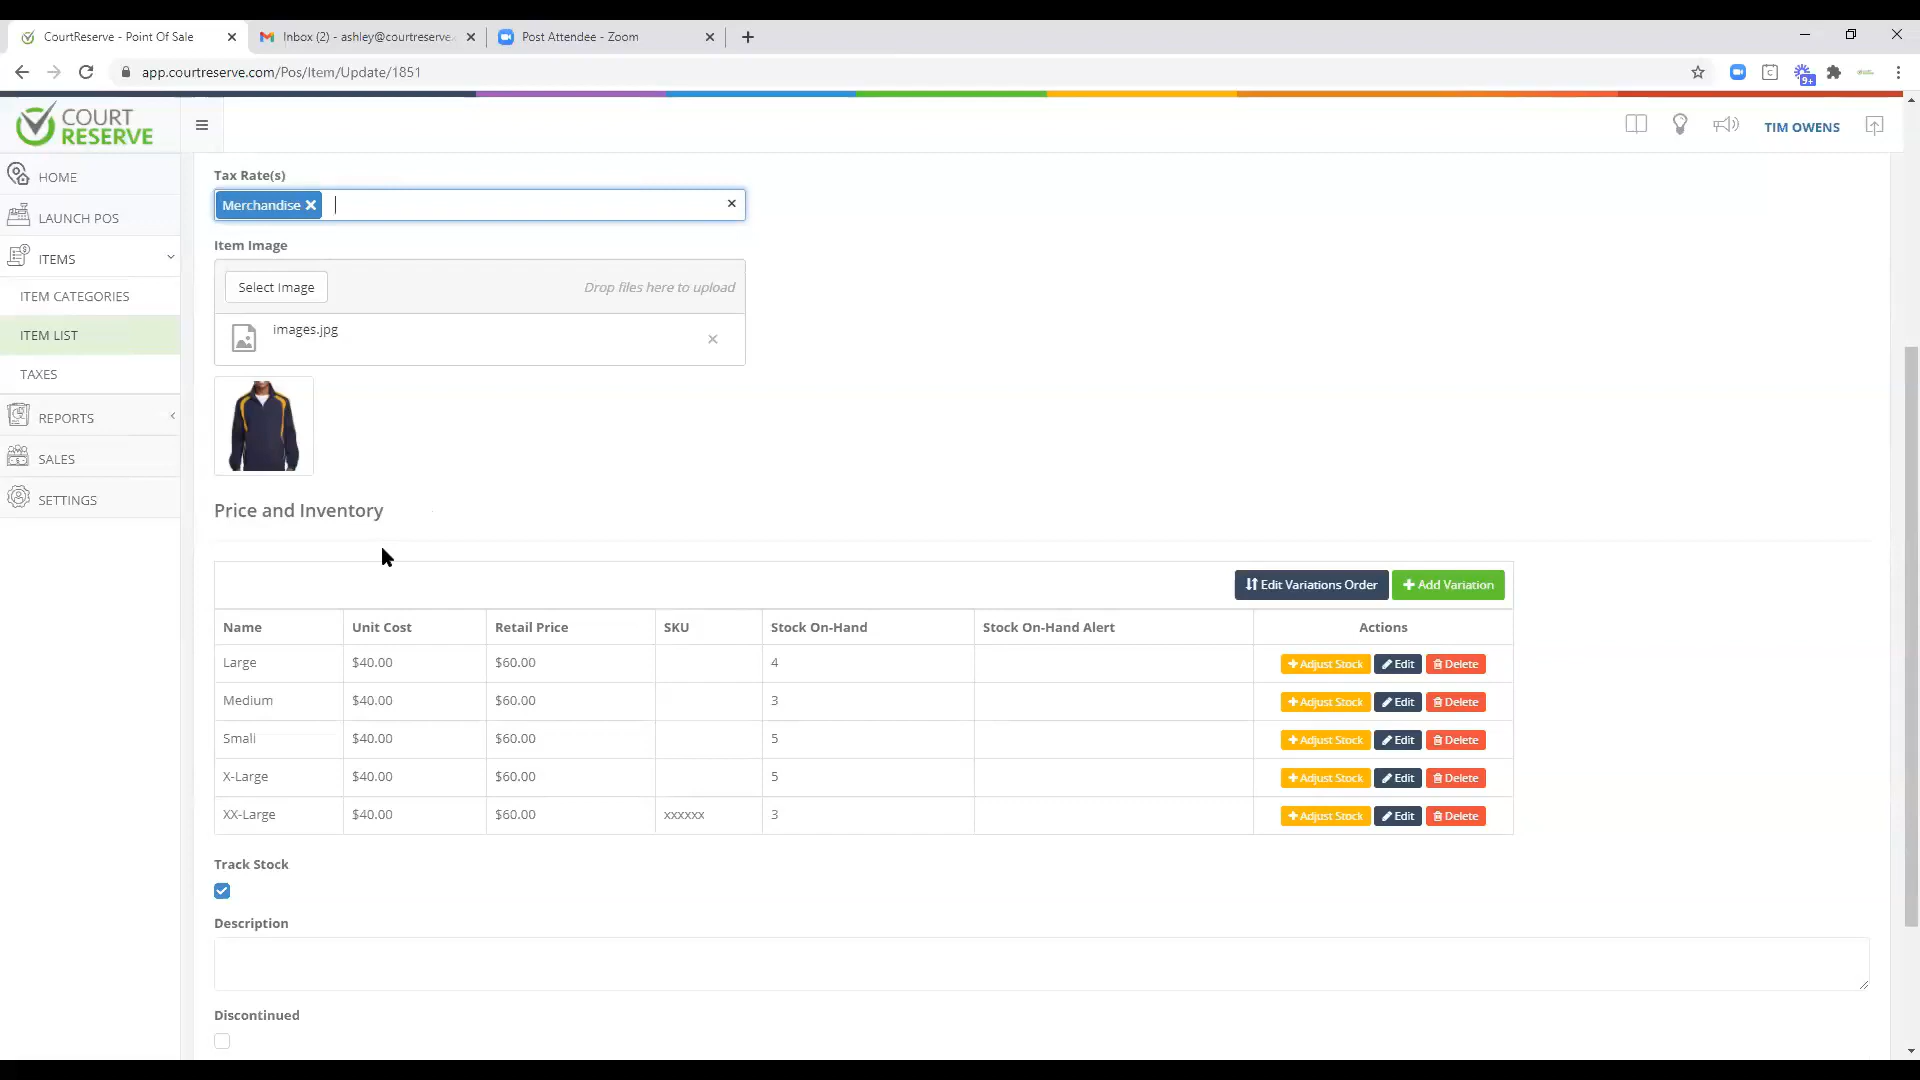 CourtReserve - Point Of Sale
Inbox (2) - ashley@courtreserve.
Post Attendee - Zoom
app.courtreserve.com/Pos/Item/Update/1851
9+
COURT
RESERVE
TIM OWENS
HOME
LAUNCH POS
ITEMS
ITEM CATEGORIES
ITEM LIST
TAXES
REPORTS
SALES
SETTINGS
Tax Rate(s)
Merchandise
Item Image
Select Image
Drop files here to upload
images.jpg
Price and Inventory
Edit Variations Order
Add Variation
Name Unit Cost Retail Price SKU Stock On-Hand Stock On-Hand Alert Actions
Large $40.00 $60.00 4 Adjust Stock Edit Delete
Medium $40.00 $60.00 3 Adjust Stock Edit Delete
Small $40.00 $60.00 5 Adjust Stock Edit Delete
X-Large $40.00 $60.00 5 Adjust Stock Edit Delete
XX-Large $40.00 $60.00 xxxxxx 3 Adjust Stock Edit Delete
Track Stock
Description
Discontinued